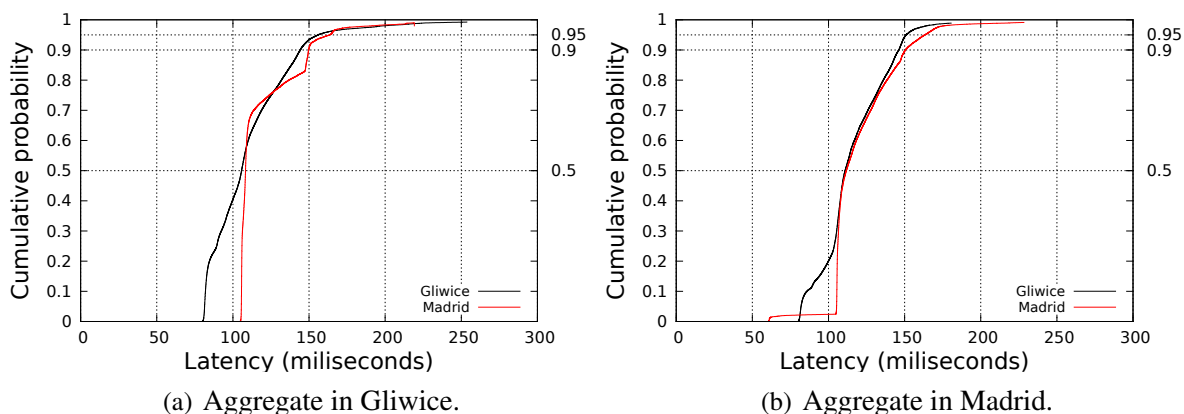 1
0.9
0.8
0.7
0.6
0.5
0.4
0.3
0.2
0.1
0
0.95
0.9
0.5
Cumulative probability
Gliwice
Madrid
0 50 100 150 200 250 300
Latency (miliseconds)
(a) Aggregate in Gliwice.
1
0.9
0.8
0.7
0.6
0.5
0.4
0.3
0.2
0.1
0
0.95
0.9
0.5
Cumulative probability
Gliwice
Madrid
0 50 100 150 200 250 300
Latency (miliseconds)
(b) Aggregate in Madrid.